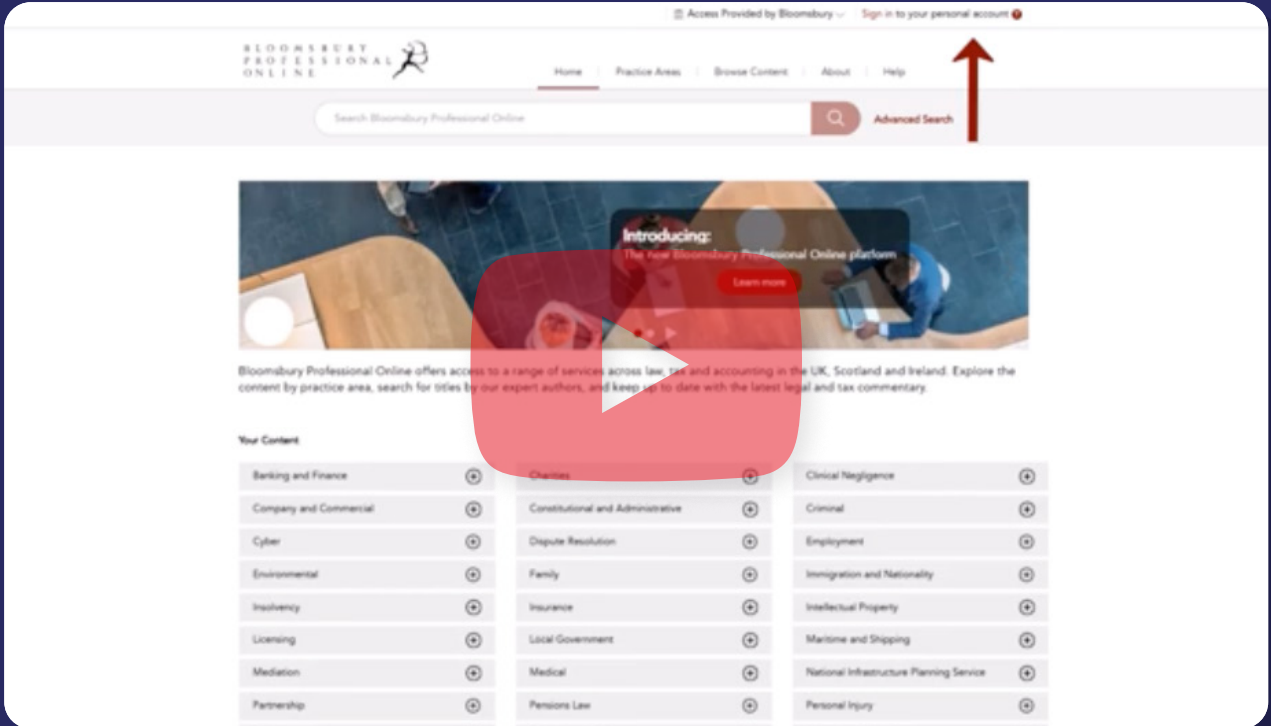 Access Provided by Bloomsbury
Sign in to your personal account ?
BLOOMSBURY
PROFESSIONAL
ONLINE
Home Practice Areas Browse Content About Help
Search Bloomsbury Professional Online
Advanced Search
Introducing:
The new Bloomsbury Professional Online platform
Learn more
Bloomsbury Professional Online offers access to a range of services across law, tax and accounting in the UK, Scotland and Ireland. Explore the
content by practice area, search for titles by our expert authors, and keep up to date with the latest legal and tax commentary.
Your Content
Banking and Finance Charities Clinical Negligence
Company and Commercial Constitutional and Administrative Criminal
Cyber Dispute Resolution Employment
Environmental Family Immigration and Nationality
Insolvency Insurance Intellectual Property
Licensing Local Government Maritime and Shipping
Mediation Medical National Infrastructure Planning Service
Partnership Pensions Law Personal Injury